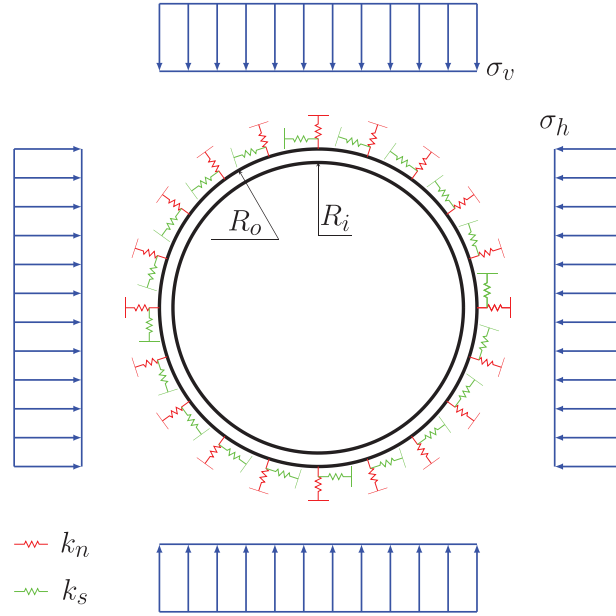 σ_v
σ_h
R_o
R_i
k_n
k_s